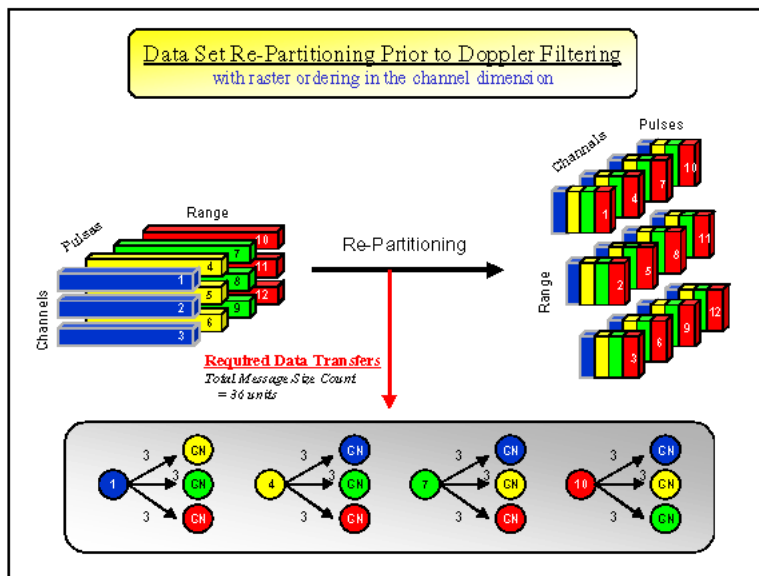 Data Set Re-Partitioning Prior to Doppler Filtering
with raster ordering in the channel dimension
Pulses
Range
Channels
10
7
4
11
1
8
5
12
2
9
6
3
Re-Partitioning
Pulses
Channels
Range
10
7
4
1
11
8
5
2
12
9
6
3
Required Data Transfers
Total Message Size Count
= 36 units
1
3
3
3
CN
CN
CN
4
3
3
3
CN
CN
CN
7
3
3
3
CN
CN
CN
10
3
3
3
CN
CN
CN